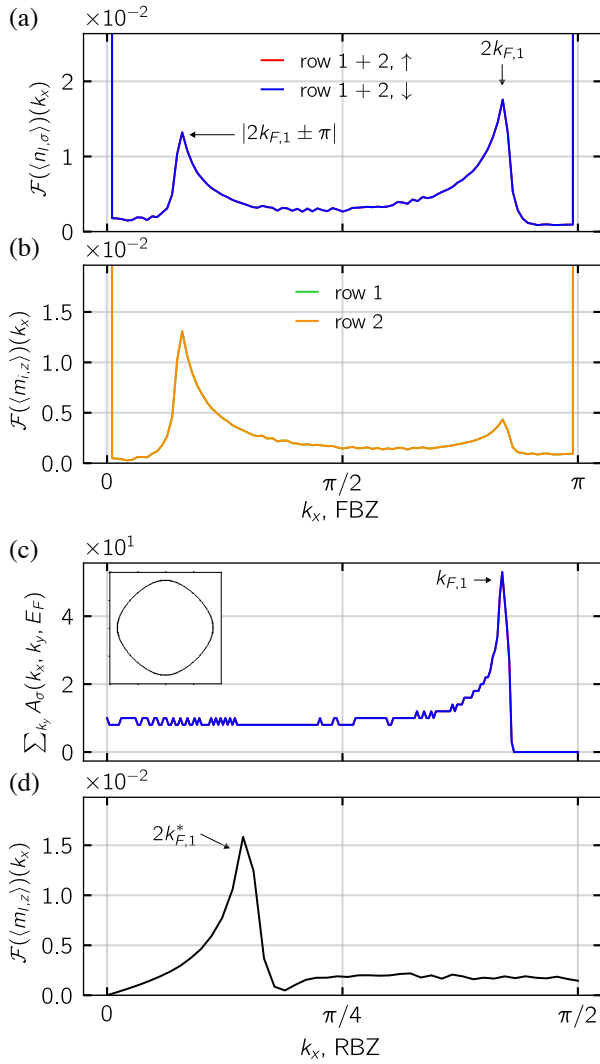 (a)
×10⁻²
2k_{F,1}
row 1 + 2, ↑
row 1 + 2, ↓
|2k_{F,1} ± π|
F(⟨n_{l,σ}⟩)(k_x)
2
1
0
(b)
×10⁻²
row 1
row 2
F(⟨m_{i,z}⟩)(k_x)
1.5
1.0
0.5
0.0
0
π/2
π
k_x, FBZ
(c)
×10¹
k_{F,1}
∑_{k_y} A_σ(k_x, k_y, E_F)
4
2
0
(d)
×10⁻²
2k*_{F,1}
F(⟨m_{l,z}⟩)(k_x)
1.5
1.0
0.5
0.0
0
π/4
π/2
k_x, RBZ